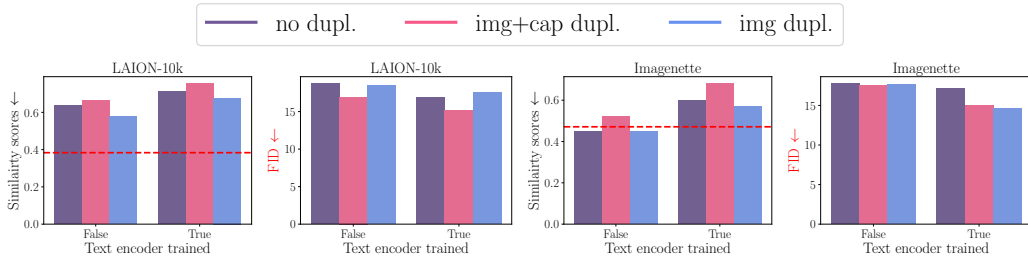 no dupl. img+cap dupl. img dupl.
LAION-10k
Similairty scores ←
0.6
0.4
0.2
0.0
False True
Text encoder trained
LAION-10k
FID ←
15
10
5
0
False True
Text encoder trained
Imagenette
Similairty scores ←
0.6
0.4
0.2
0.0
False True
Text encoder trained
Imagenette
FID ←
15
10
5
0
False True
Text encoder trained